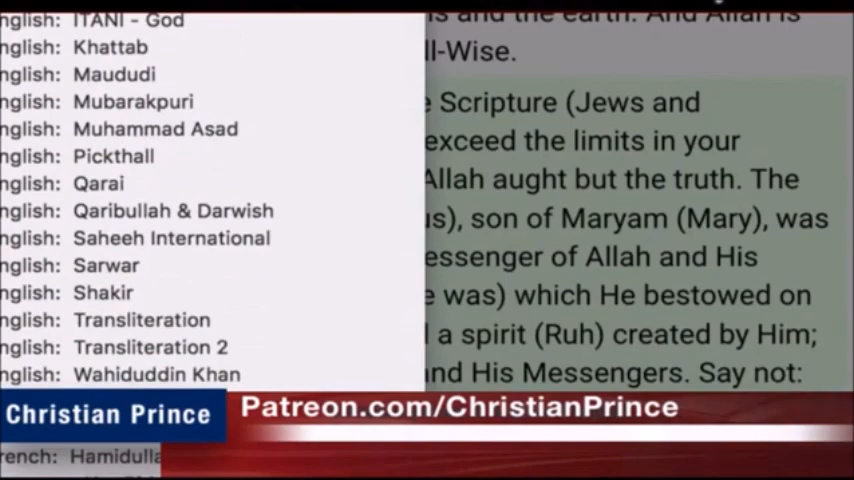 nglish: ITANI - God
nglish: Khattab
nglish: Maududi
nglish: Mubarakpuri
nglish: Muhammad Asad
nglish: Pickthall
nglish: Qarai
nglish: Qaribullah & Darwish
nglish: Saheeh International
nglish: Sarwar
nglish: Shakir
nglish: Transliteration
nglish: Transliteration 2
nglish: Wahiduddin Khan
rench: Hamidulla
is and the earth. And Allah is
ll-Wise.
e Scripture (Jews and
exceed the limits in your
Allah aught but the truth. The
us), son of Maryam (Mary), was
essenger of Allah and His
e was) which He bestowed on
d a spirit (Ruh) created by Him;
and His Messengers. Say not:
Christian Prince
Patreon.com/ChristianPrince